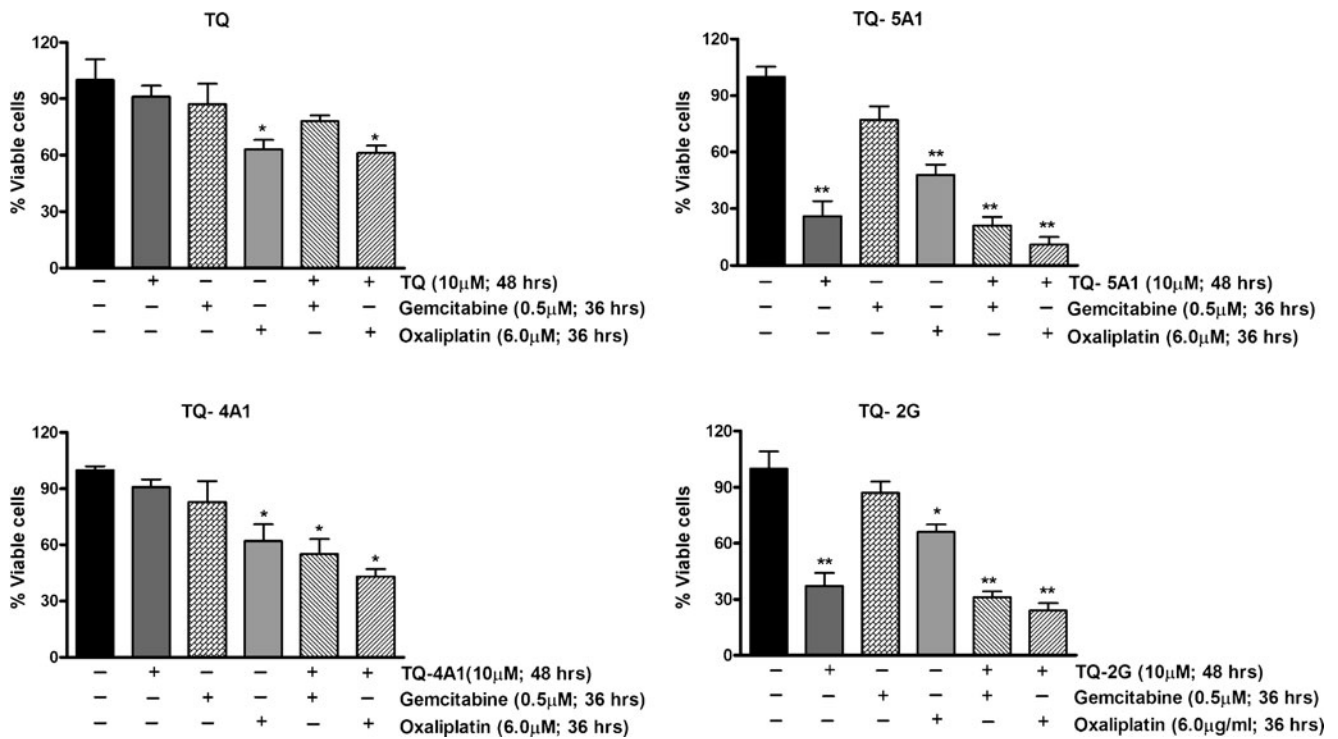 TQ
120
90
60
30
0
% Viable cells
* *
– + – – + + TQ (10μM; 48 hrs)
– – + – + – Gemcitabine (0.5μM; 36 hrs)
– – – + – + Oxaliplatin (6.0μM; 36 hrs)
TQ- 5A1
120
90
60
30
0
% Viable cells
** ** ** **
– + – – + + TQ- 5A1 (10μM; 48 hrs)
– – + – + – Gemcitabine (0.5μM; 36 hrs)
– – – + – + Oxaliplatin (6.0μM; 36 hrs)
TQ- 4A1
120
90
60
30
0
% Viable cells
* * *
– + – – + + TQ-4A1(10μM; 48 hrs)
– – + – + – Gemcitabine (0.5μM; 36 hrs)
– – – + – + Oxaliplatin (6.0μM; 36 hrs)
TQ- 2G
120
90
60
30
0
% Viable cells
** * ** **
– + – – + + TQ-2G (10μM; 48 hrs)
– – + – + – Gemcitabine (0.5μM; 36 hrs)
– – – + – + Oxaliplatin (6.0μg/ml; 36 hrs)